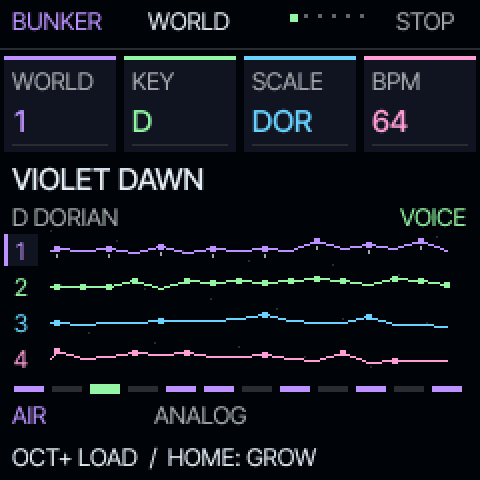 BUNKER WORLD STOP
WORLD KEY SCALE BPM
1 D DOR 64
VIOLET DAWN
D DORIAN VOICE
1
2
3
4
AIR ANALOG
OCT+ LOAD / HOME: GROW